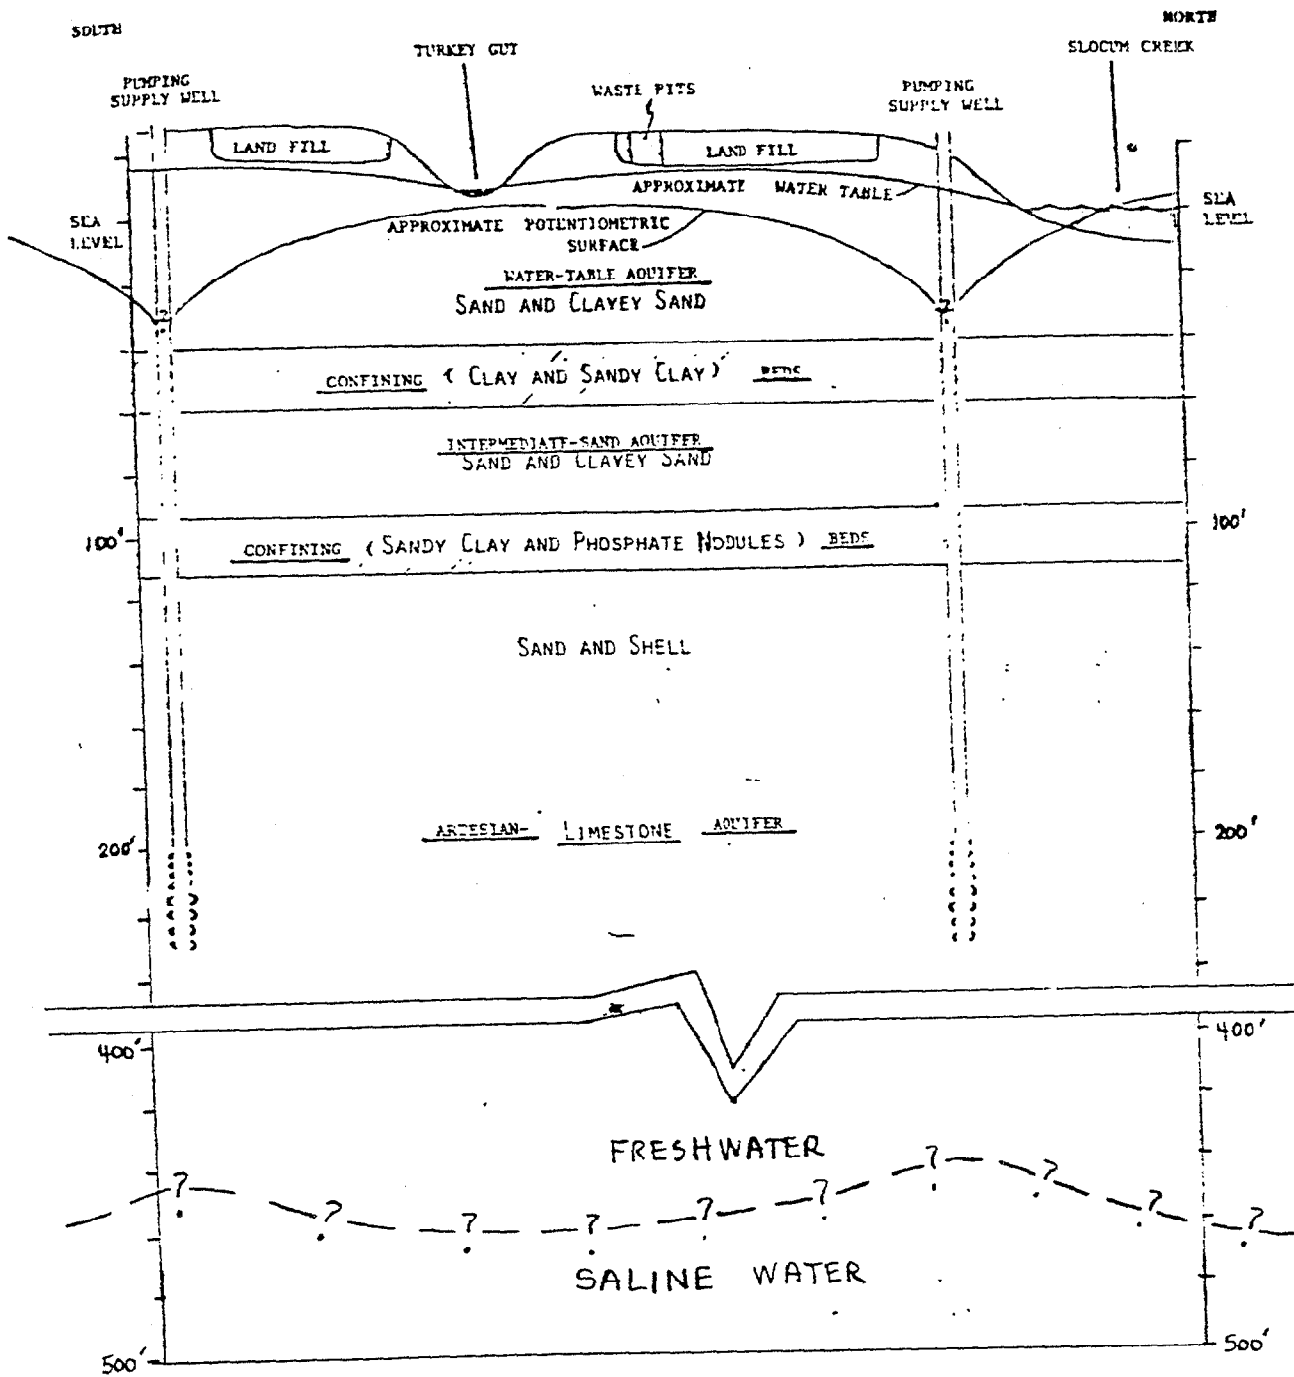 SOUTH
NORTH
TURKEY GUT
SLOCUM CREEK
PUMPING
SUPPLY WELL
WASTE PITS
PUMPING
SUPPLY WELL
LAND FILL
LAND FILL
APPROXIMATE WATER TABLE
SEA
LEVEL
APPROXIMATE POTENTIOMETRIC
SURFACE
SEA
LEVEL
WATER-TABLE AQUIFER
SAND AND CLAYEY SAND
?
?
CONFINING (CLAY AND SANDY CLAY) BEDS
INTERMEDIATE-SAND AQUIFER
SAND AND CLAYEY SAND
100'
100'
CONFINING (SANDY CLAY AND PHOSPHATE NODULES) BEDS
SAND AND SHELL
ARTESIAN- LIMESTONE AQUIFER
200'
200'
400'
400'
FRESHWATER
? ? ? ? ? ? ? ? ? ?
SALINE WATER
500'
500'